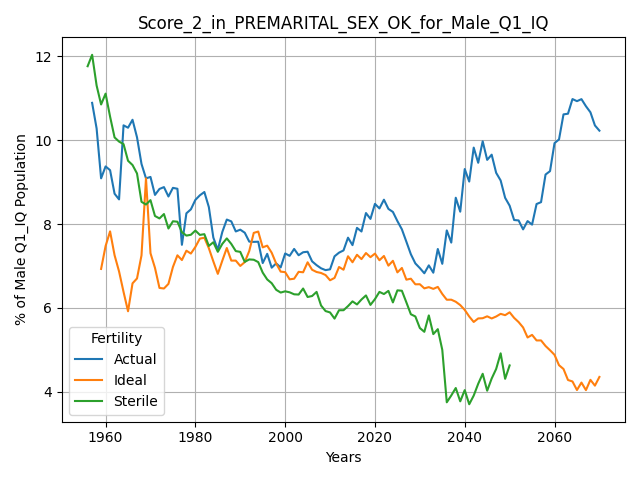 Score_2_in_PREMARITAL_SEX_OK_for_Male_Q1_IQ
% of Male Q1_IQ Population
12
10
8
6
4
Fertility
Actual
Ideal
Sterile
1960
1980
2000
2020
2040
2060
Years